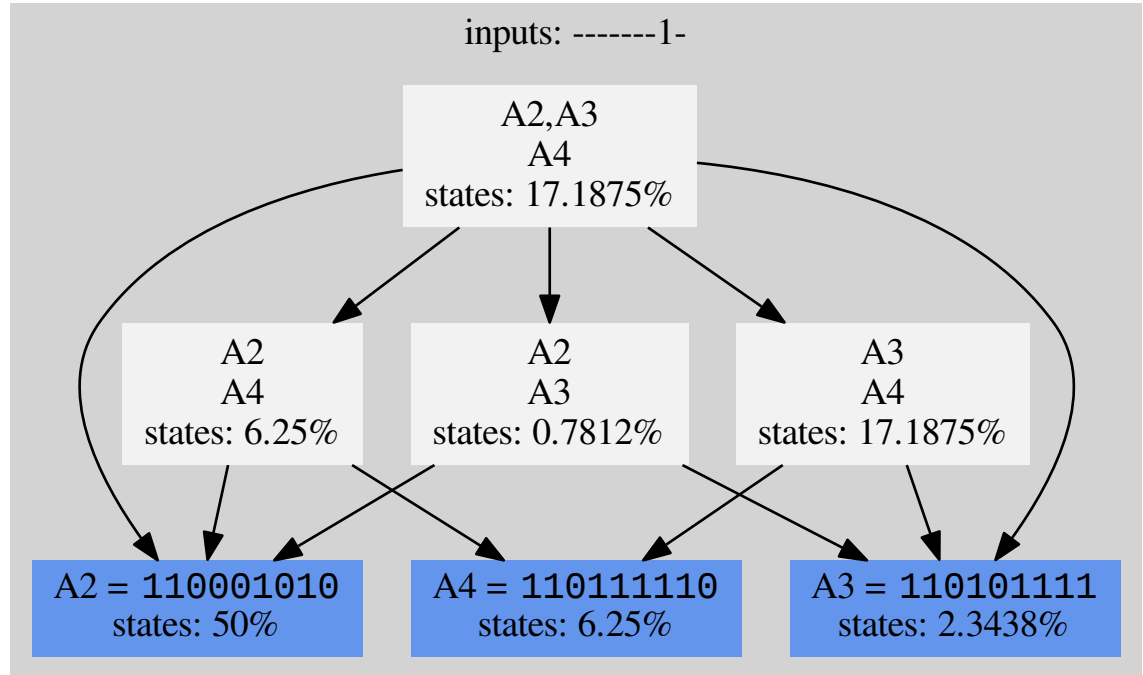 inputs: -------1-
A2,A3
A4
states: 17.1875%
A2
A4
states: 6.25%
A2
A3
states: 0.7812%
A3
A4
states: 17.1875%
A2 = 110001010
states: 50%
A4 = 110111110
states: 6.25%
A3 = 110101111
states: 2.3438%